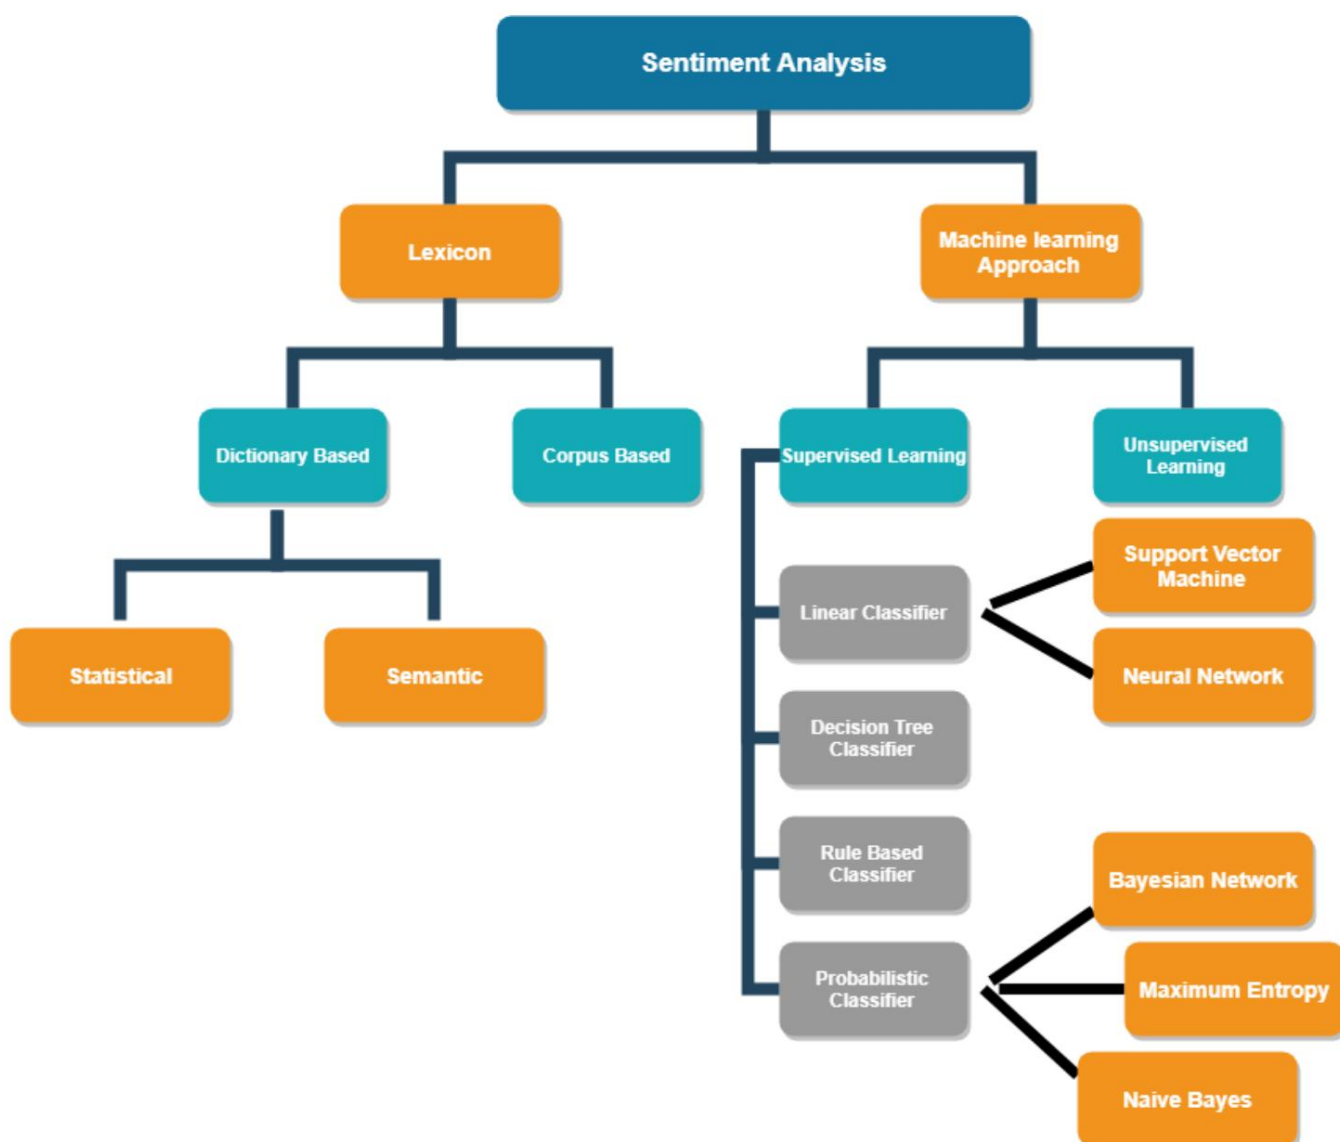 Sentiment Analysis
Lexicon
Machine learning
Approach
Dictionary Based
Corpus Based
Supervised Learning
Unsupervised
Learning
Support Vector
Machine
Linear Classifier
Neural Network
Statistical
Semantic
Decision Tree
Classifier
Rule Based
Classifier
Bayesian Network
Probabilistic
Classifier
Maximum Entropy
Naive Bayes